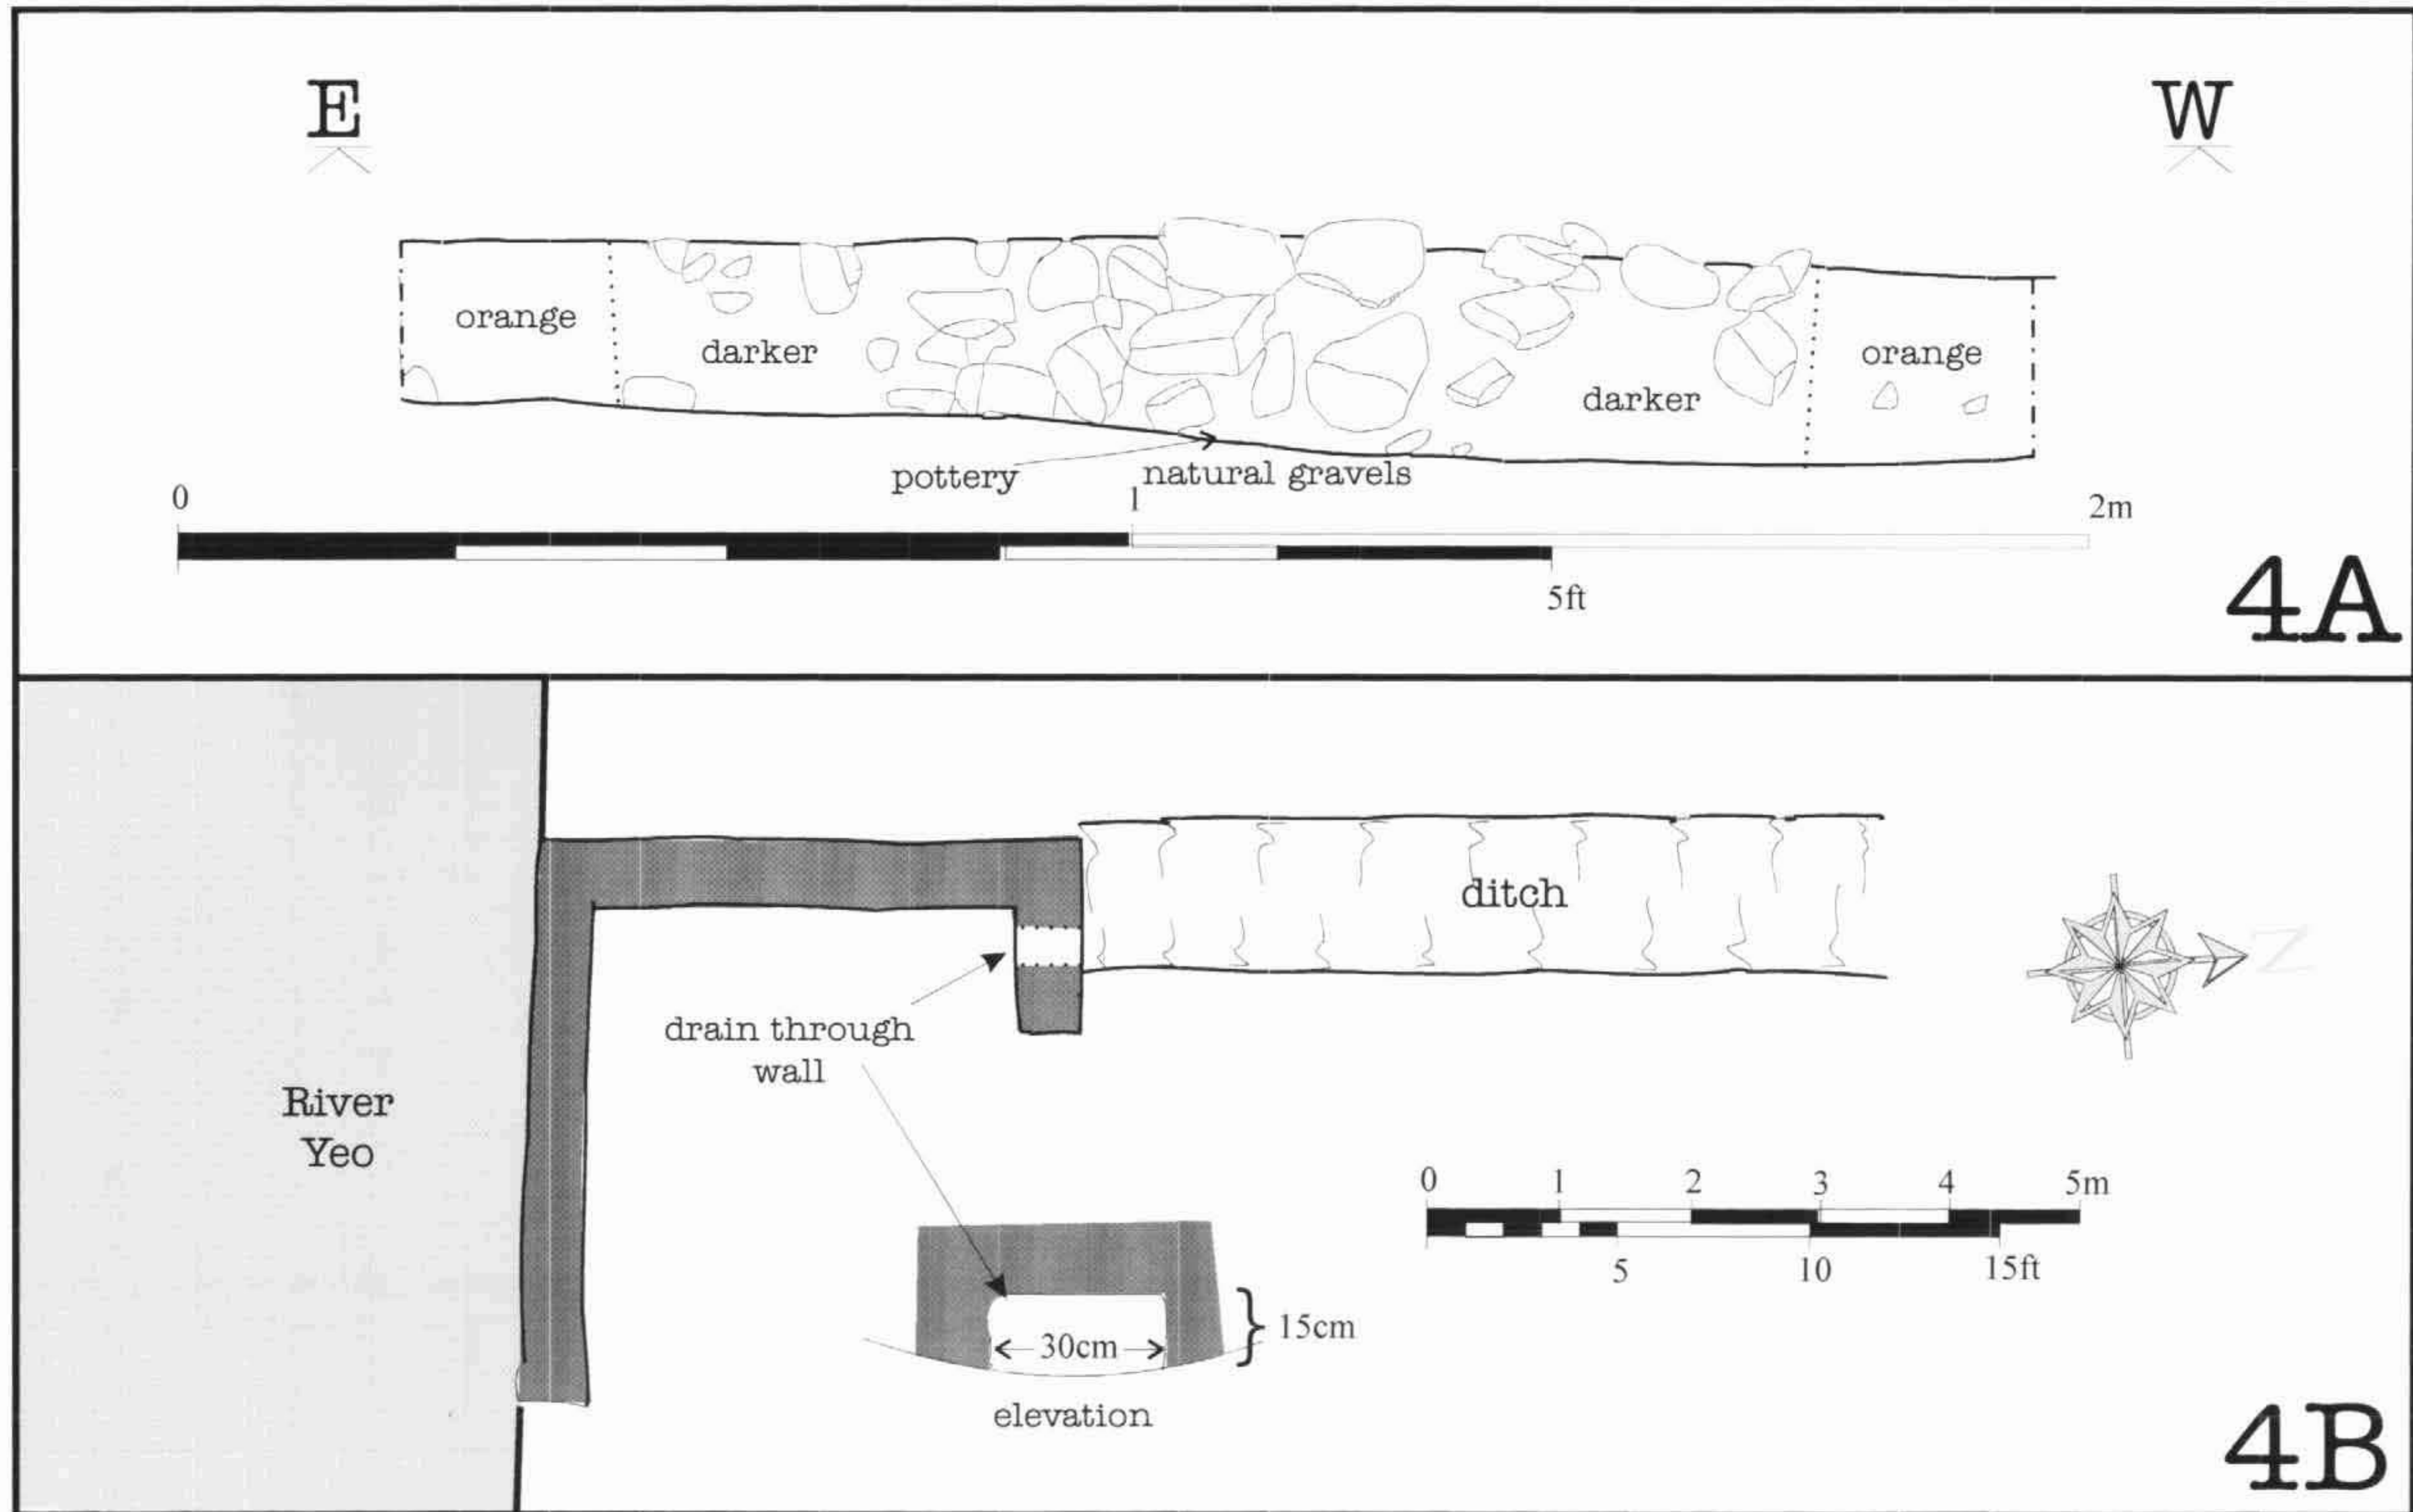 E
W
orange
darker
darker
orange
pottery
natural gravels
0
1
2m
5ft
4A
ditch
Z
drain through
wall
River
Yeo
0
1
2
3
4
5m
5
10
15ft
30cm
15cm
elevation
4B